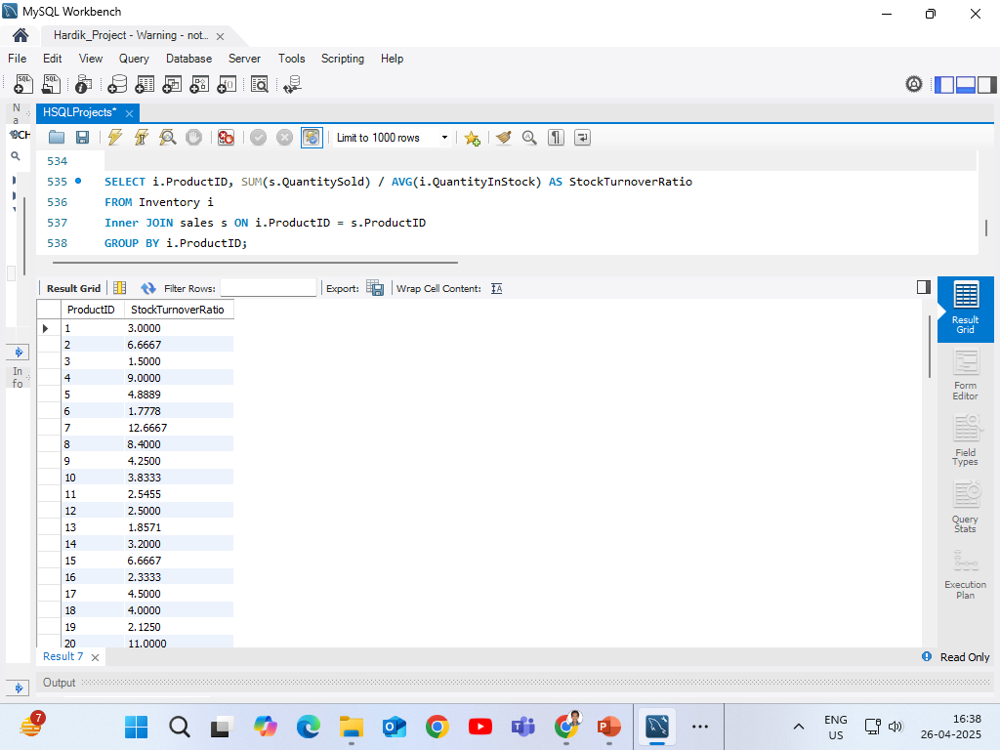 MySQL Workbench
Hardik_Project - Warning - not...
File Edit View Query Database Server Tools Scripting Help
N
a
SCH
HSQLProjects*
Limit to 1000 rows
534
535 SELECT i.ProductID, SUM(s.QuantitySold) / AVG(i.QuantityInStock) AS StockTurnoverRatio
536 FROM Inventory i
537 Inner JOIN sales s ON i.ProductID = s.ProductID
538 GROUP BY i.ProductID;
Result Grid Filter Rows: Export: Wrap Cell Content:
ProductID StockTurnoverRatio
1 3.0000
2 6.6667
3 1.5000
4 9.0000
5 4.8889
6 1.7778
7 12.6667
8 8.4000
9 4.2500
10 3.8333
11 2.5455
12 2.5000
13 1.8571
14 3.2000
15 6.6667
16 2.3333
17 4.5000
18 4.0000
19 2.1250
20 11.0000
Result
Grid
Form
Editor
Field
Types
Query
Stats
Execution
Plan
In
fo
Result 7
Read Only
Output
7
ENG
US
16:38
26-04-2025